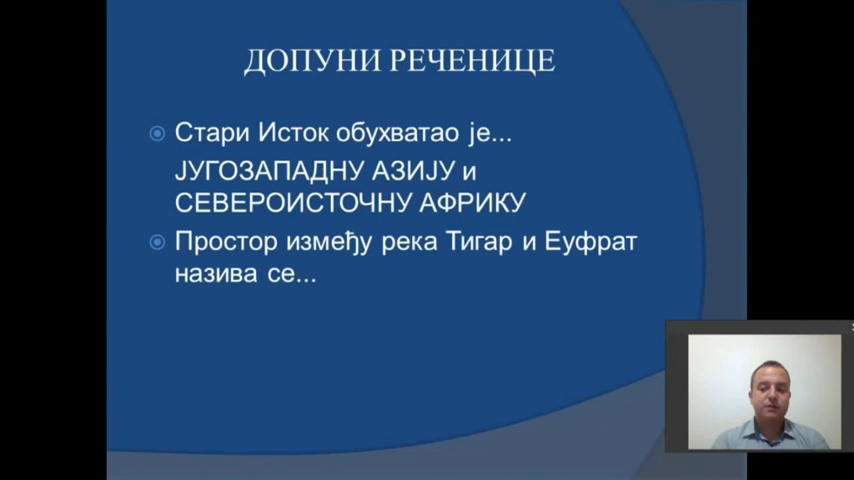 ДОПУНИ РЕЧЕНИЦЕ
Стари Исток обухватао је...
ЈУГОЗАПАДНУ АЗИЈУ и
СЕВЕРОИСТОЧНУ АФРИКУ
Простор између река Тигар и Еуфрат
назива се...